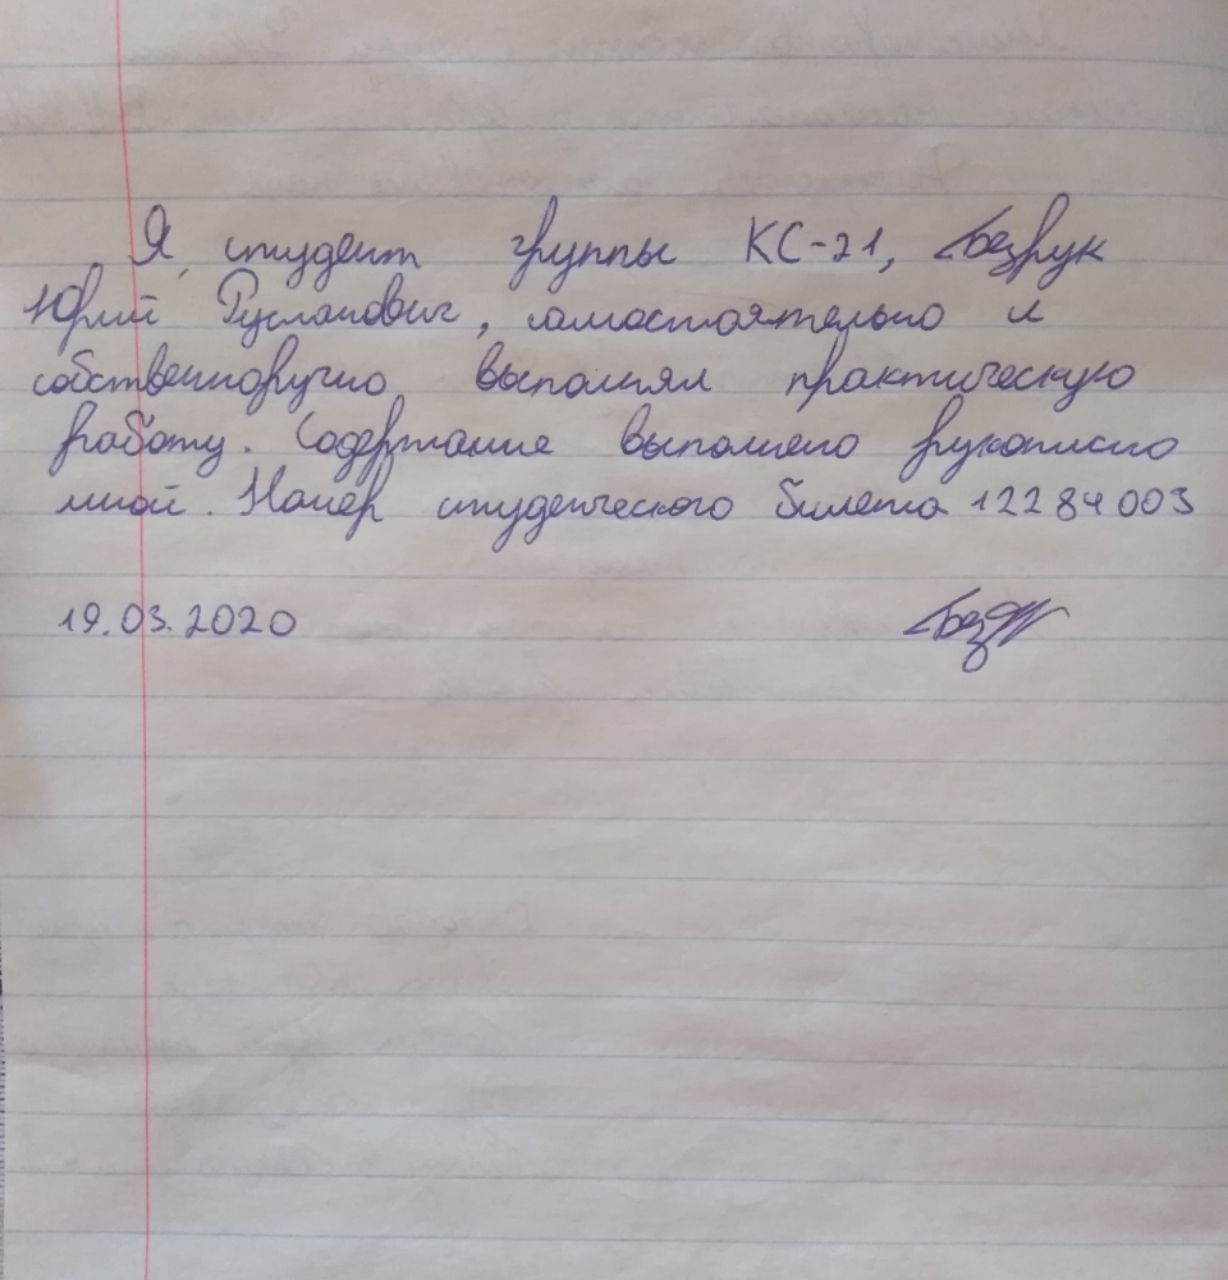 Я, студент группы КС-21, Безрук
Юрий Русланович, самостоятельно и
собственноручно выполнял практическую
работу. Содержание выполнено рукописно
мной. Номер студенческого билета 12284003
19.03.2020